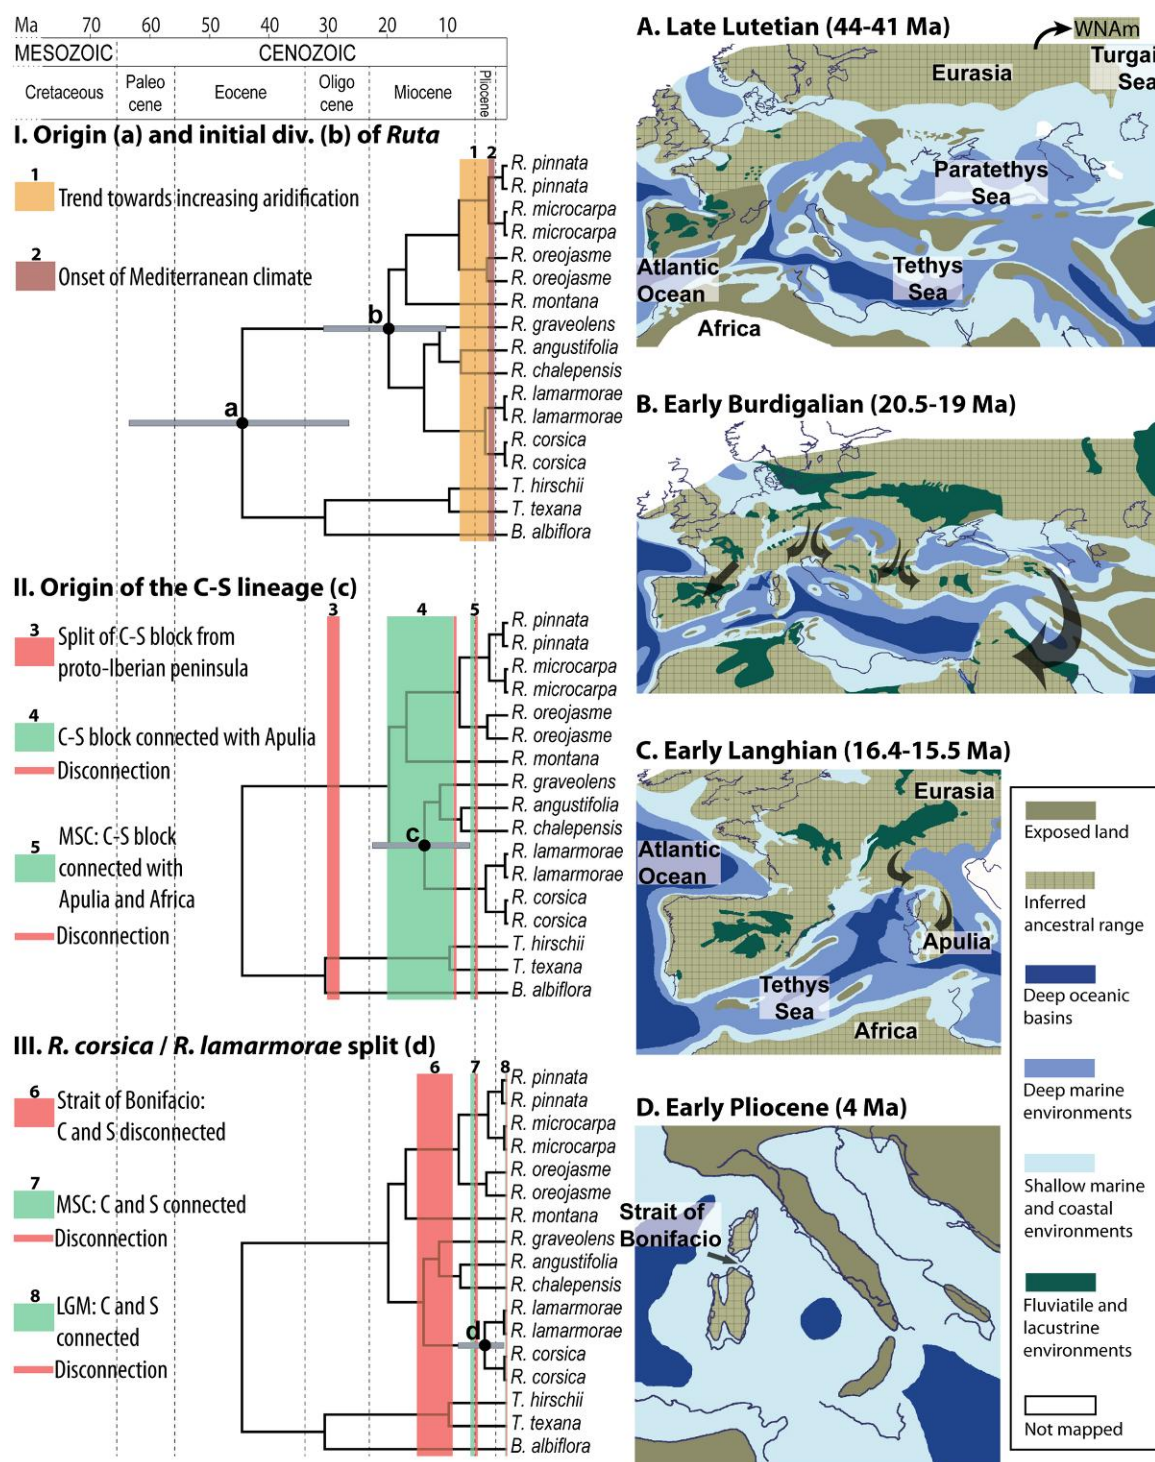 Ma 70 60 50 40 30 20 10
MESOZOIC CENOZOIC
Cretaceous Paleo cene Eocene Oligo cene Miocene Pliocene
I. Origin (a) and initial div. (b) of Ruta
1
Trend towards increasing aridification
2
Onset of Mediterranean climate
1 2
a
b
R. pinnata
R. pinnata
R. microcarpa
R. microcarpa
R. oreojasme
R. oreojasme
R. montana
R. graveolens
R. angustifolia
R. chalepensis
R. lamarmorae
R. lamarmorae
R. corsica
R. corsica
T. hirschii
T. texana
B. albiflora
II. Origin of the C-S lineage (c)
3
Split of C-S block from
proto-Iberian peninsula
4
C-S block connected with Apulia
Disconnection
5
MSC: C-S block
connected with
Apulia and Africa
Disconnection
3 4 5
c
R. pinnata
R. pinnata
R. microcarpa
R. microcarpa
R. oreojasme
R. oreojasme
R. montana
R. graveolens
R. angustifolia
R. chalepensis
R. lamarmorae
R. lamarmorae
R. corsica
R. corsica
T. hirschii
T. texana
B. albiflora
III. R. corsica / R. lamarmorae split (d)
6
Strait of Bonifacio:
C and S disconnected
7
MSC: C and S connected
Disconnection
8
LGM: C and S
connected
Disconnection
6 7 8
d
R. pinnata
R. pinnata
R. microcarpa
R. microcarpa
R. oreojasme
R. oreojasme
R. montana
R. graveolens
R. angustifolia
R. chalepensis
R. lamarmorae
R. lamarmorae
R. corsica
R. corsica
T. hirschii
T. texana
B. albiflora
A. Late Lutetian (44-41 Ma)
WNAm
Eurasia
Turgai
Sea
Paratethys
Sea
Atlantic
Ocean
Tethys
Sea
Africa
B. Early Burdigalian (20.5-19 Ma)
C. Early Langhian (16.4-15.5 Ma)
Eurasia
Atlantic
Ocean
Apulia
Tethys
Sea
Africa
D. Early Pliocene (4 Ma)
Strait of
Bonifacio
Exposed land
Inferred
ancestral range
Deep oceanic
basins
Deep marine
environments
Shallow marine
and coastal
environments
Fluviatile and
lacustrine
environments
Not mapped